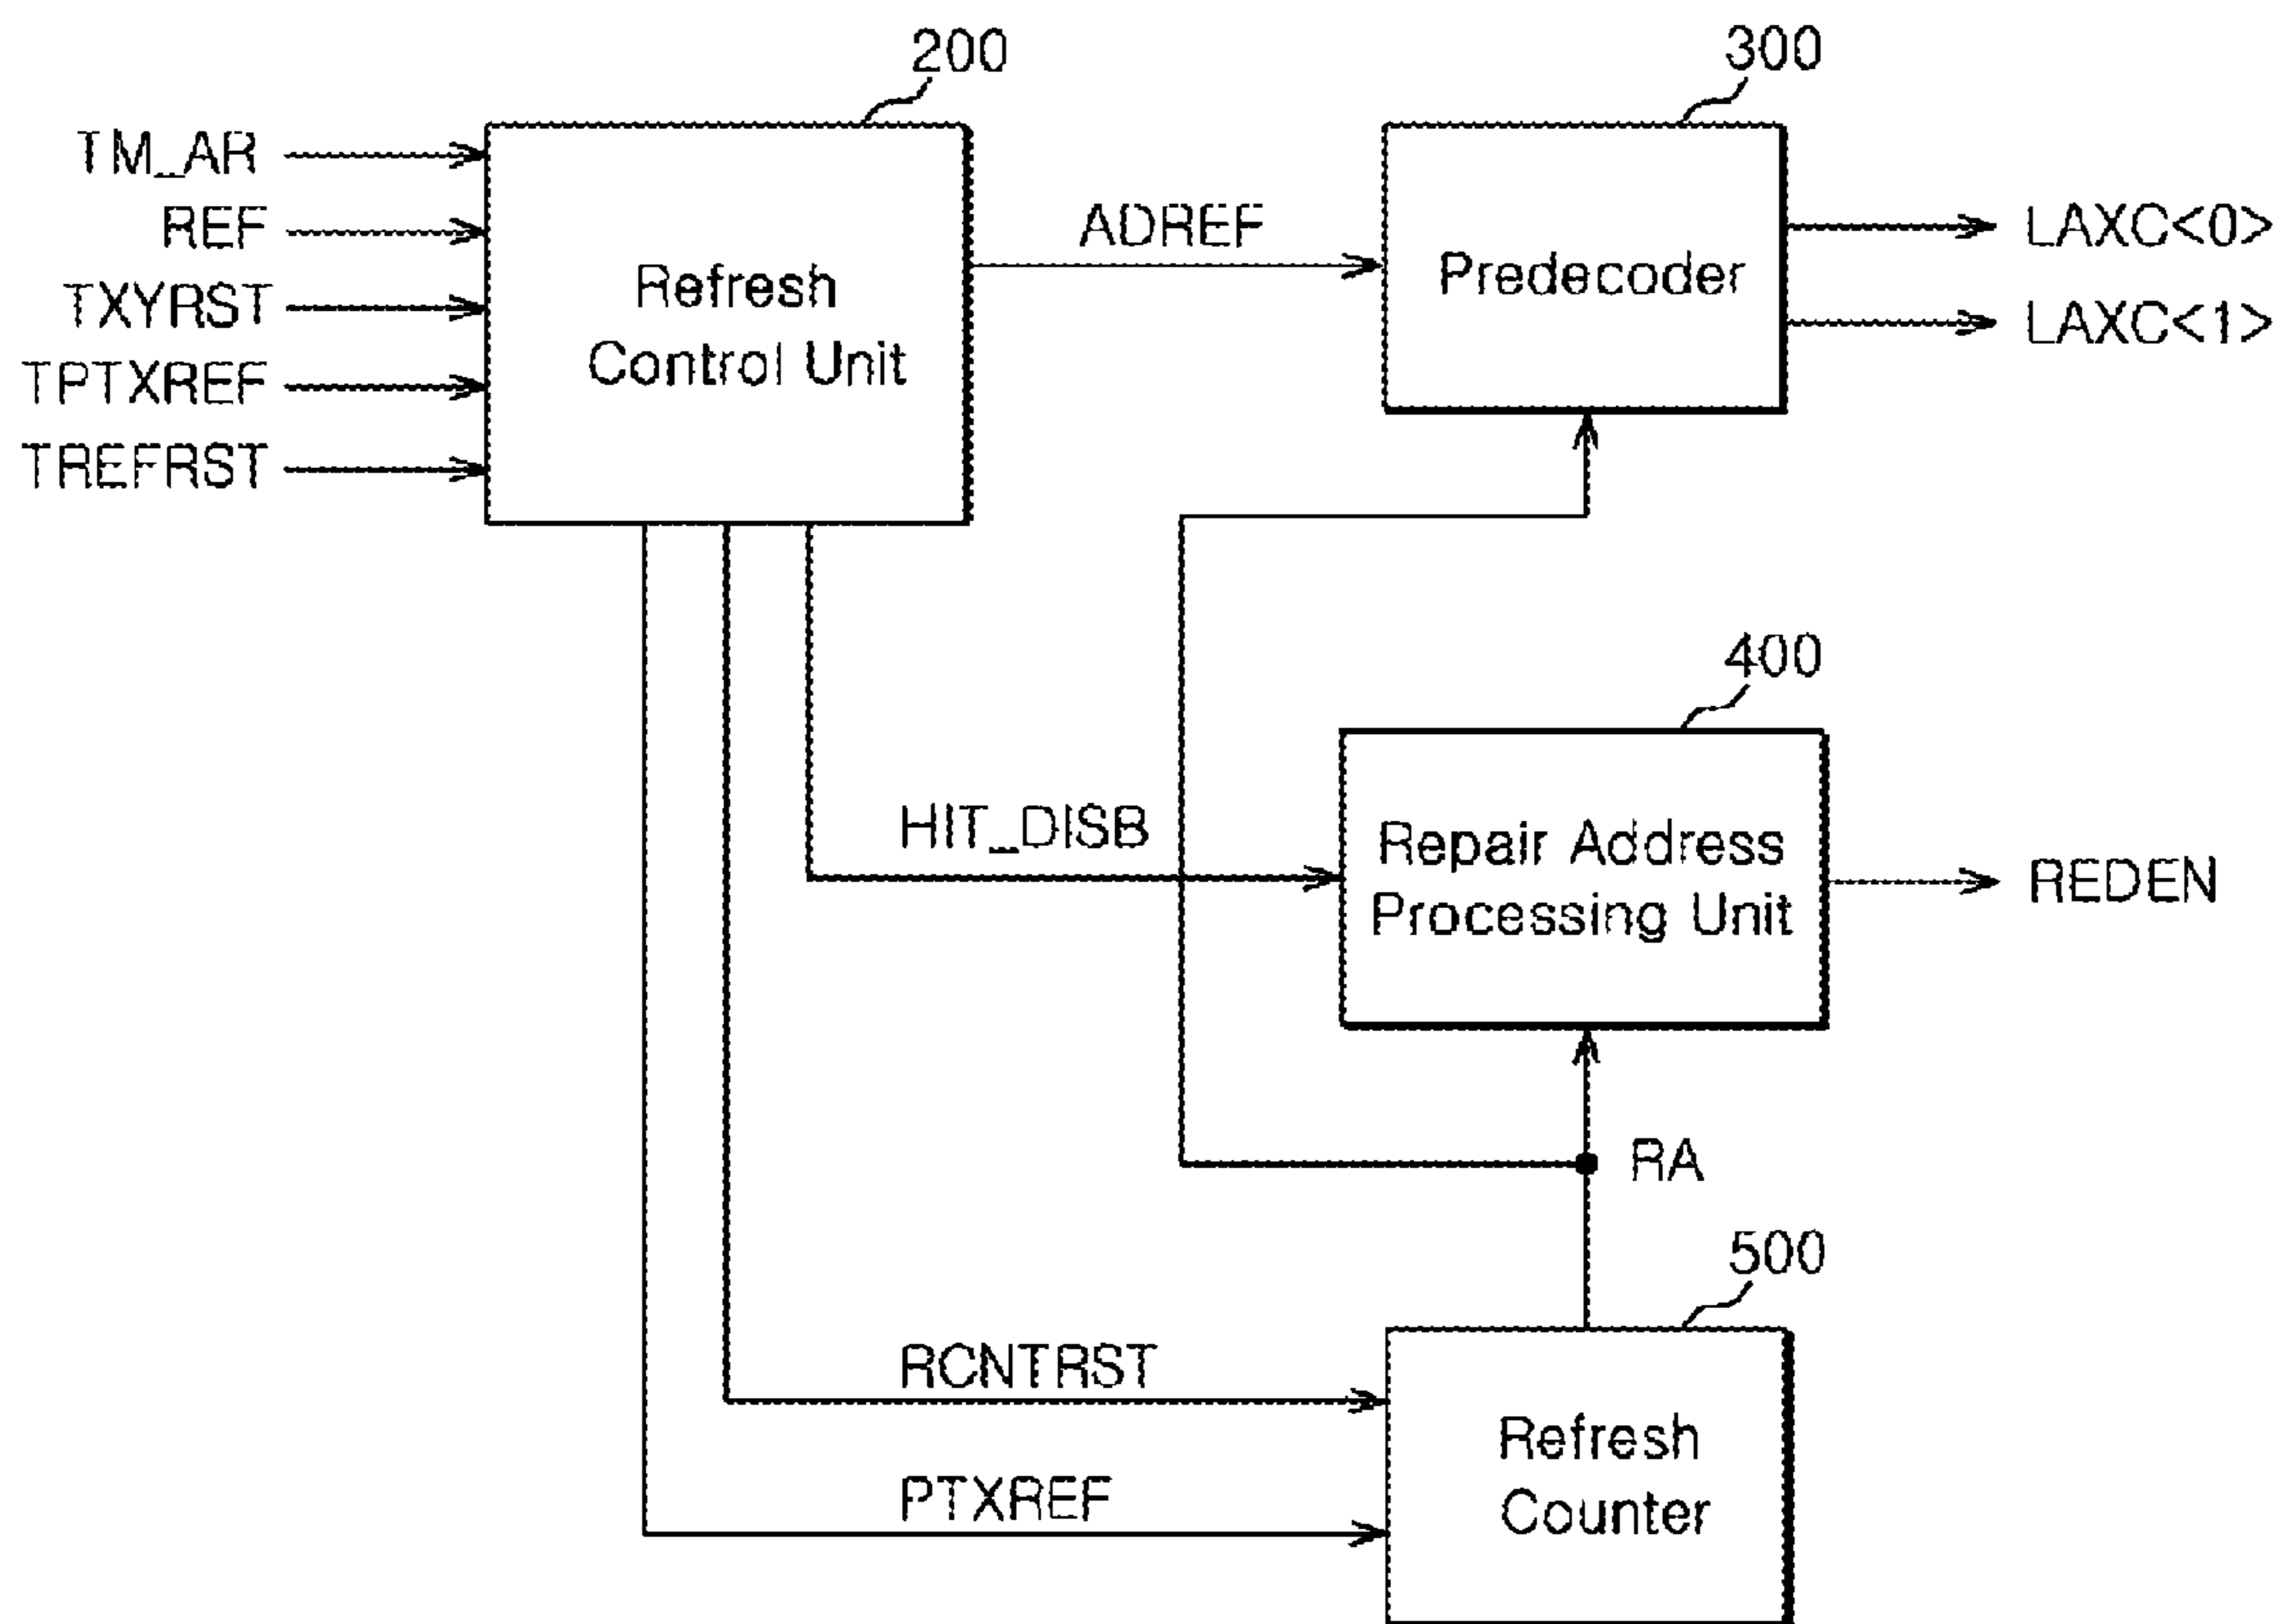 200
300
TM_AR
REF
TXYRST
TPTXREF
TREFRST
Refresh
Control Unit
ADREF
Predecoder
LAXC<0>
LAXC<1>
400
HIT_DISB
Repair Address
Processing Unit
REDEN
RA
500
RCNTRST
PTXREF
Refresh
Counter